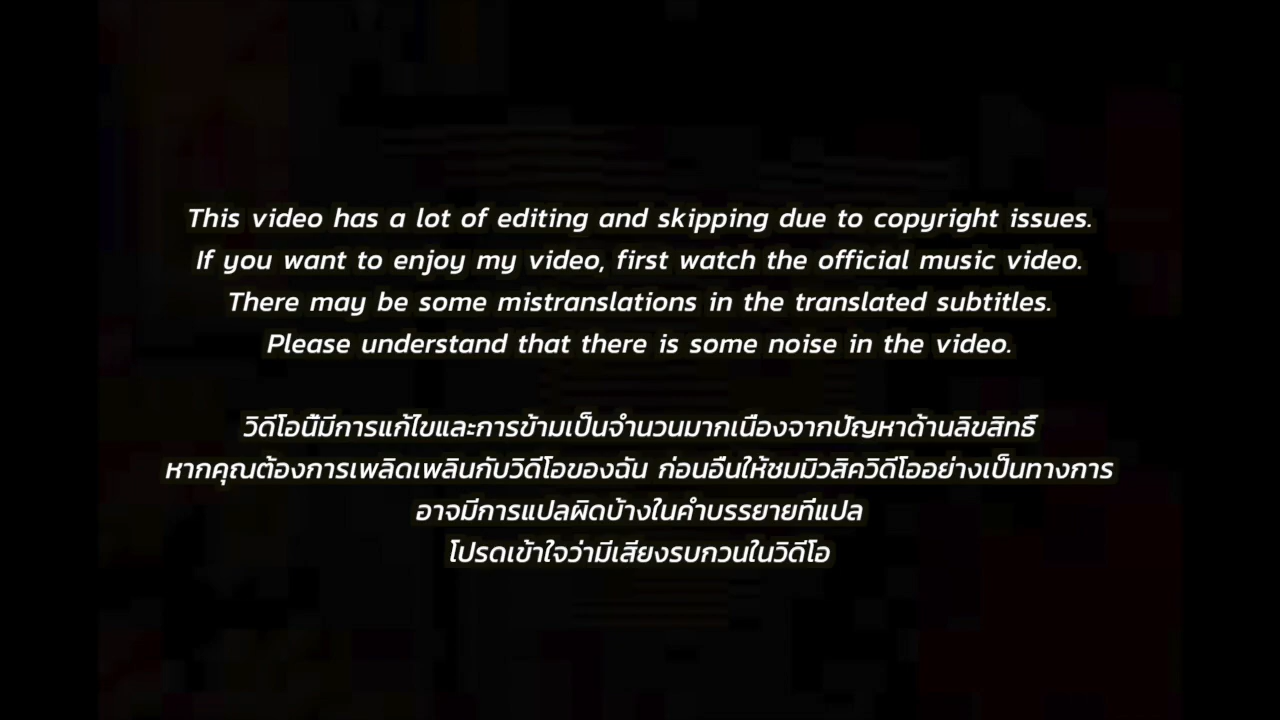 This video has a lot of editing and skipping due to copyright issues.
If you want to enjoy my video, first watch the official music video.
There may be some mistranslations in the translated subtitles.
Please understand that there is some noise in the video.
วิดีโอนี้มีการแก้ไขและการข้ามเป็นจำนวนมากเนื่องจากปัญหาด้านลิขสิทธิ์
หากคุณต้องการเพลิดเพลินกับวิดีโอของฉัน ก่อนอื่นให้ชมมิวสิควิดีโออย่างเป็นทางการ
อาจมีการแปลผิดบ้างในคำบรรยายที่แปล
โปรดเข้าใจว่ามีเสียงรบกวนในวิดีโอ